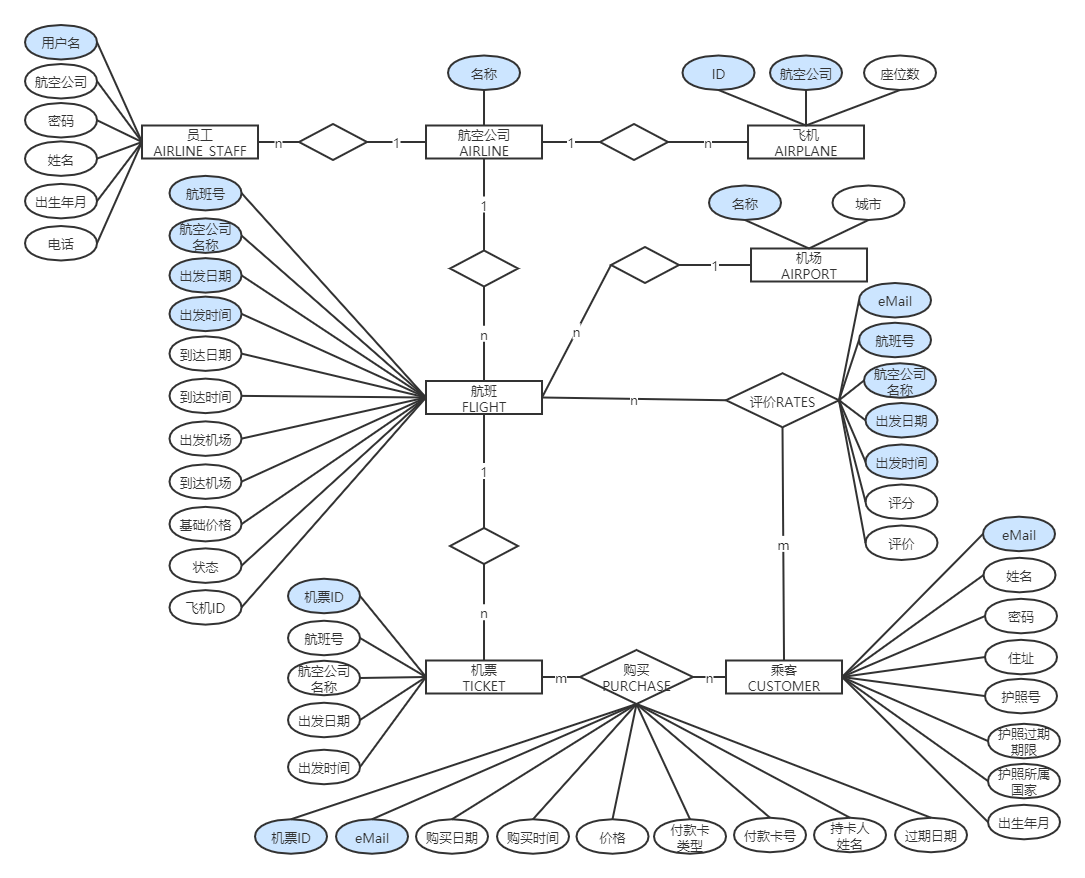 用户名
航空公司
密码
姓名
出生年月
电话
员工
AIRLINE STAFF
n
1
名称
航空公司
AIRLINE
1
n
ID
航空公司
座位数
飞机
AIRPLANE
1
n
名称
城市
机场
AIRPORT
1
n
航班号
航空公司
名称
出发日期
出发时间
到达日期
到达时间
出发机场
到达机场
基础价格
状态
飞机ID
航班
FLIGHT
n
评价RATES
m
eMail
航班号
航空公司
名称
出发日期
出发时间
评分
评价
1
n
机票ID
航班号
航空公司
名称
出发日期
出发时间
机票
TICKET
m
购买
PURCHASE
n
乘客
CUSTOMER
eMail
姓名
密码
住址
护照号
护照过期
期限
护照所属
国家
出生年月
机票ID
eMail
购买日期
购买时间
价格
付款卡
类型
付款卡号
持卡人
姓名
过期日期